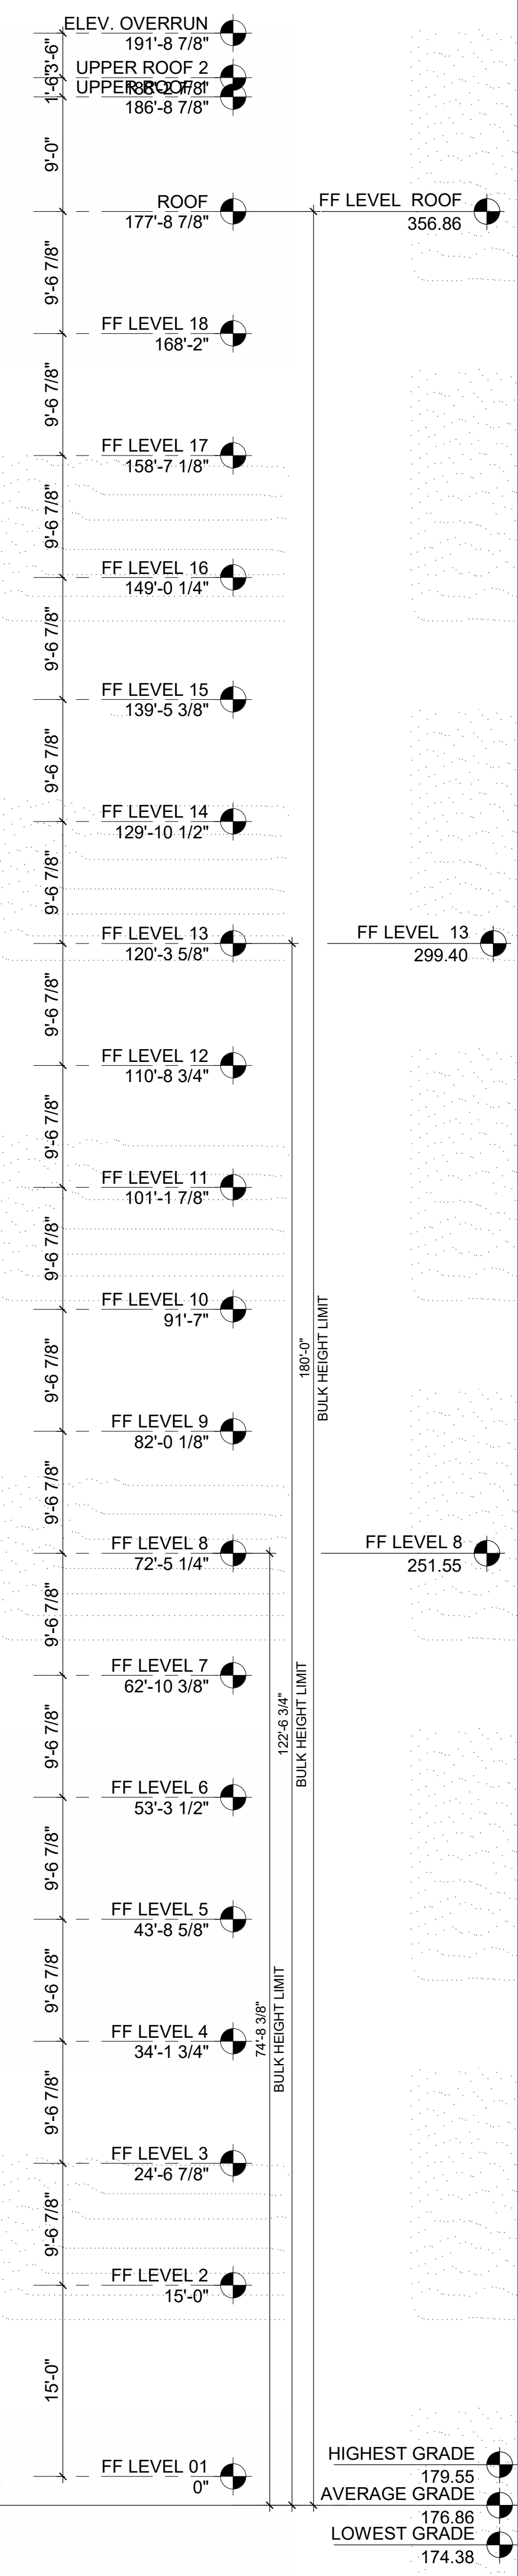 ELEV. OVERRUN
191'-8 7/8"
3'-6"
UPPER ROOF 2
188'-2 7/8"
1'-6"
UPPER ROOF 1
186'-8 7/8"
9'-0"
ROOF
177'-8 7/8"
FF LEVEL ROOF
356.86
9'-6 7/8"
FF LEVEL 18
168'-2"
9'-6 7/8"
FF LEVEL 17
158'-7 1/8"
9'-6 7/8"
FF LEVEL 16
149'-0 1/4"
9'-6 7/8"
FF LEVEL 15
139'-5 3/8"
9'-6 7/8"
FF LEVEL 14
129'-10 1/2"
9'-6 7/8"
FF LEVEL 13
120'-3 5/8"
FF LEVEL 13
299.40
9'-6 7/8"
FF LEVEL 12
110'-8 3/4"
9'-6 7/8"
FF LEVEL 11
101'-1 7/8"
9'-6 7/8"
FF LEVEL 10
91'-7"
180'-0"
BULK HEIGHT LIMIT
9'-6 7/8"
FF LEVEL 9
82'-0 1/8"
9'-6 7/8"
FF LEVEL 8
72'-5 1/4"
FF LEVEL 8
251.55
9'-6 7/8"
FF LEVEL 7
62'-10 3/8"
122'-6 3/4"
BULK HEIGHT LIMIT
9'-6 7/8"
FF LEVEL 6
53'-3 1/2"
9'-6 7/8"
FF LEVEL 5
43'-8 5/8"
9'-6 7/8"
74'-8 3/8"
BULK HEIGHT LIMIT
FF LEVEL 4
34'-1 3/4"
9'-6 7/8"
FF LEVEL 3
24'-6 7/8"
9'-6 7/8"
FF LEVEL 2
15'-0"
15'-0"
FF LEVEL 01
0"
HIGHEST GRADE
179.55
AVERAGE GRADE
176.86
LOWEST GRADE
174.38